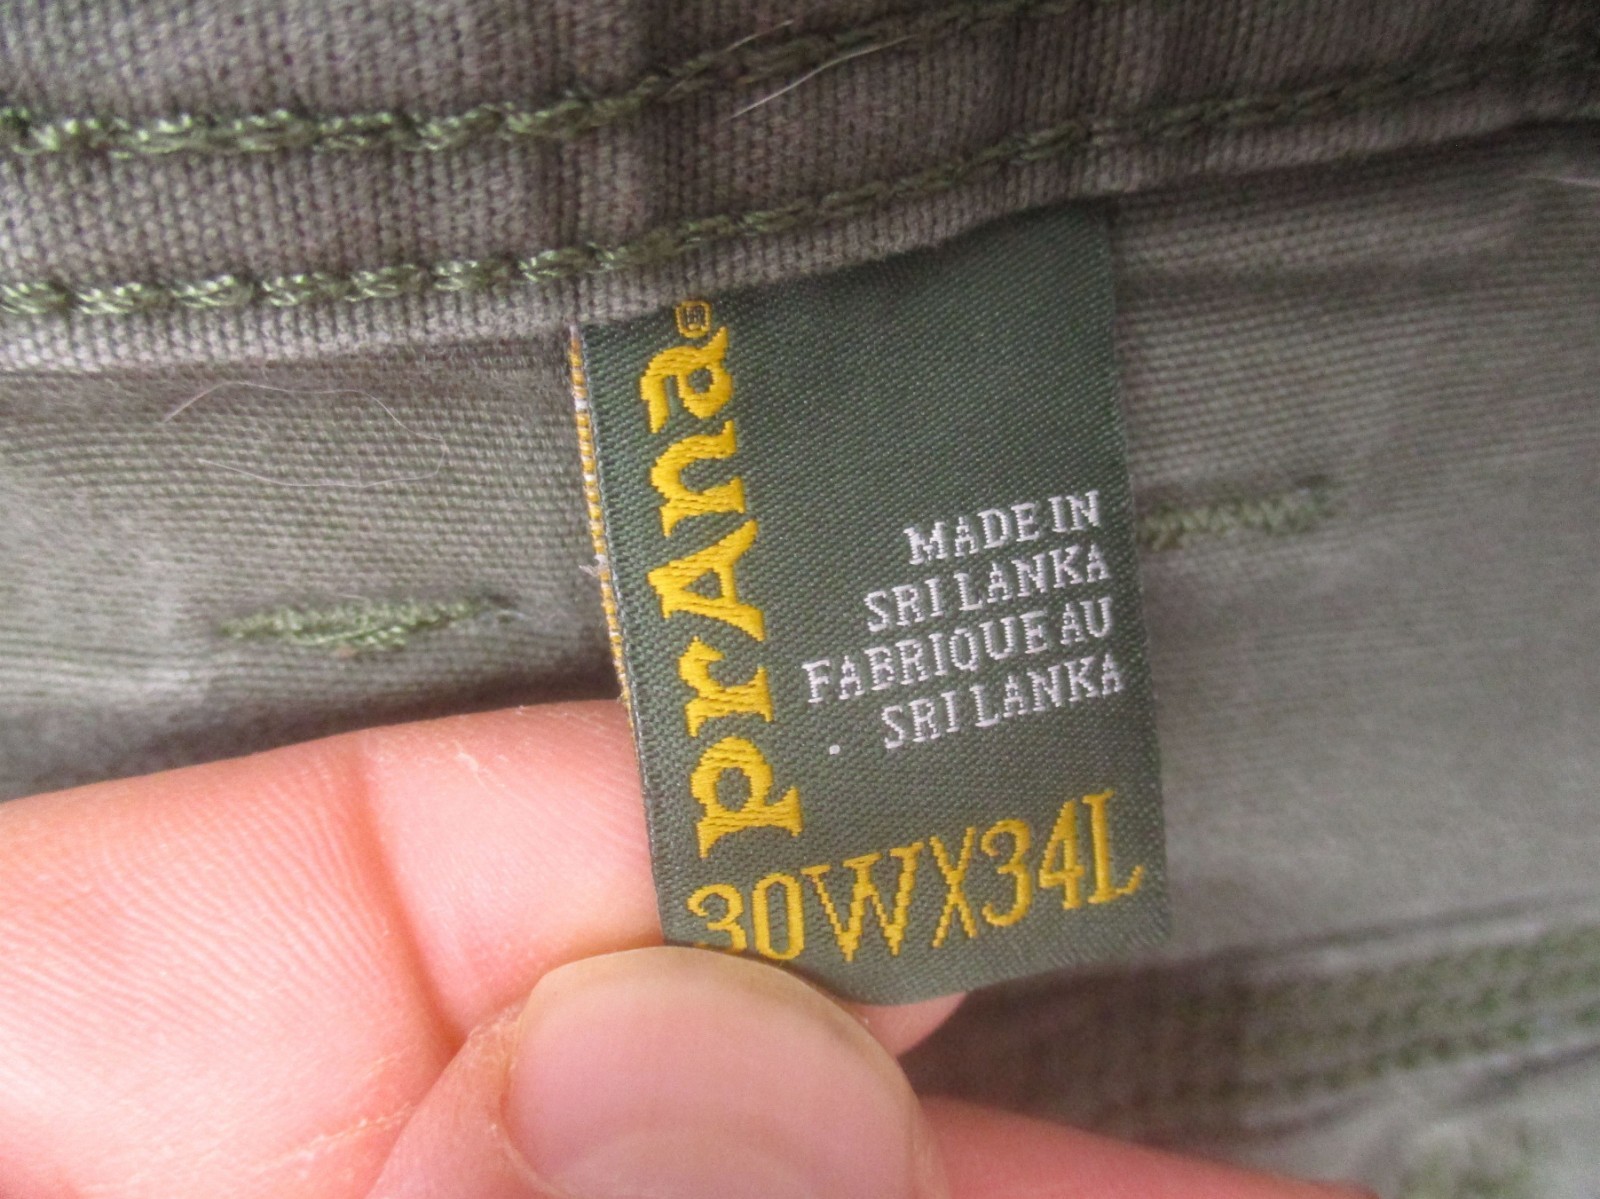 prAna®
MADE IN
SRI LANKA
FABRIQUE AU
. SRI LANKA
30WX34L